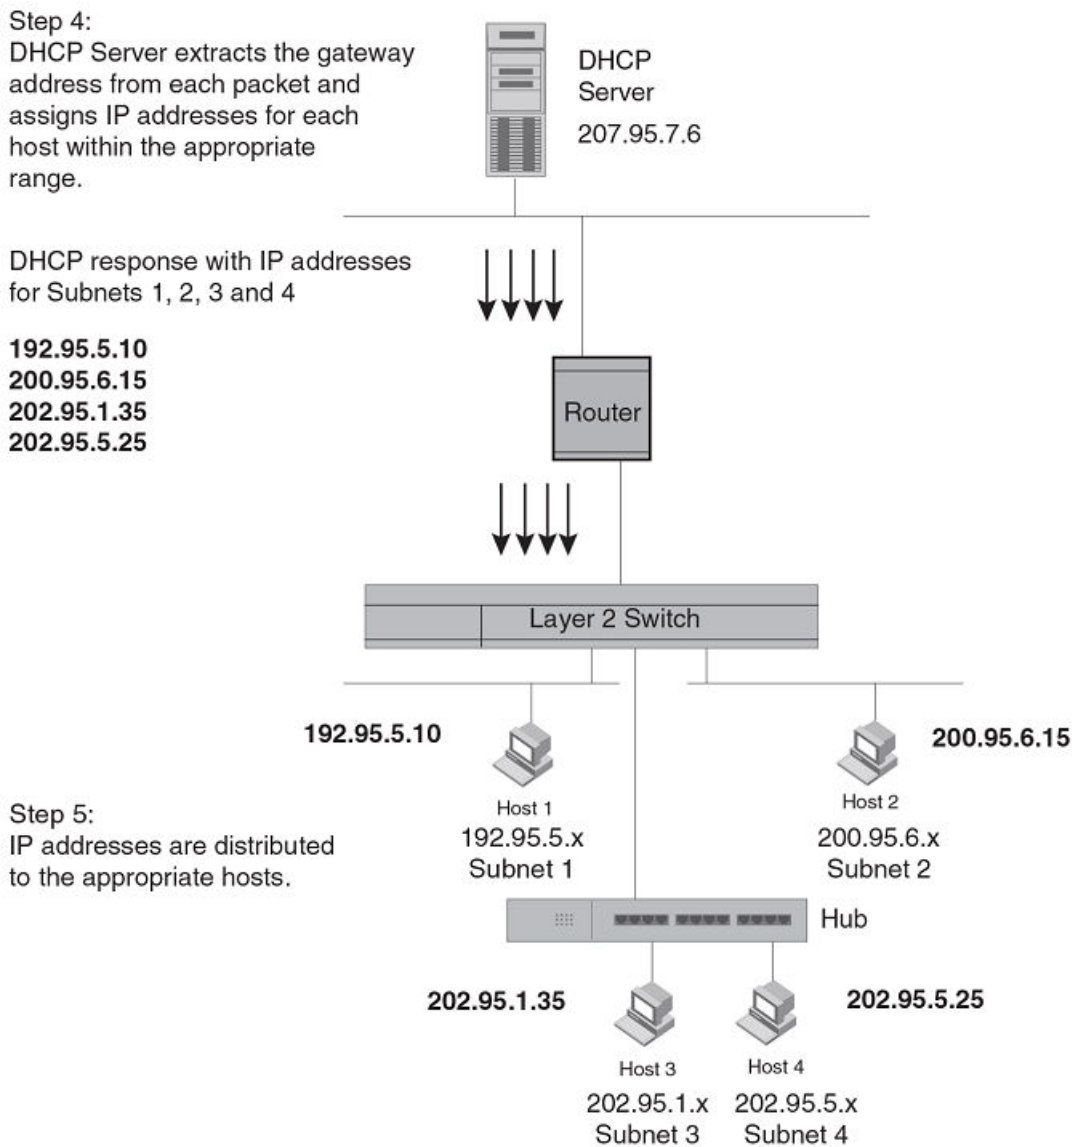 Step 4:
DHCP Server extracts the gateway
address from each packet and
assigns IP addresses for each
host within the appropriate
range.
DHCP
Server
207.95.7.6
DHCP response with IP addresses
for Subnets 1, 2, 3 and 4
192.95.5.10
200.95.6.15
202.95.1.35
202.95.5.25
Router
Layer 2 Switch
192.95.5.10
200.95.6.15
Host 1
192.95.5.x
Subnet 1
Host 2
200.95.6.x
Subnet 2
Step 5:
IP addresses are distributed
to the appropriate hosts.
Hub
202.95.1.35
202.95.5.25
Host 3
202.95.1.x
Subnet 3
Host 4
202.95.5.x
Subnet 4